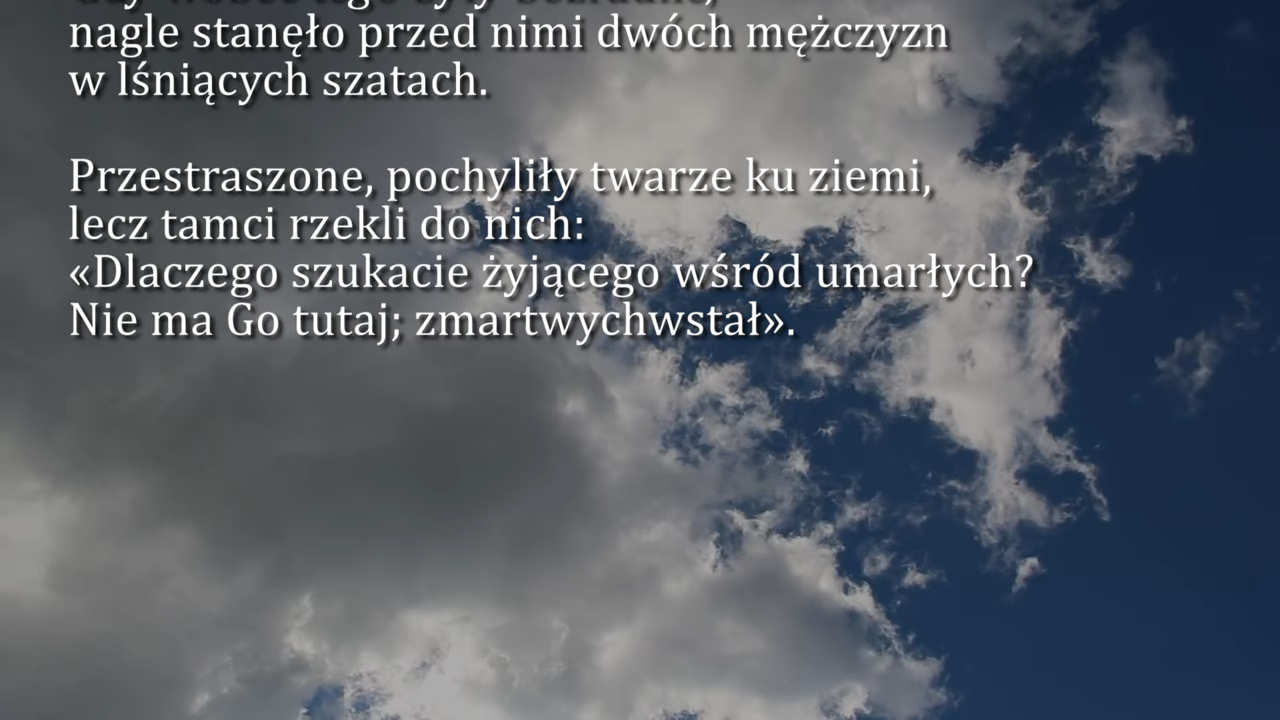 nagle stanęło przed nimi dwóch mężczyzn
w lśniących szatach.
Przestraszone, pochyliły twarze ku ziemi,
lecz tamci rzekli do nich:
«Dlaczego szukacie żyjącego wśród umarłych?
Nie ma Go tutaj; zmartwychwstał».